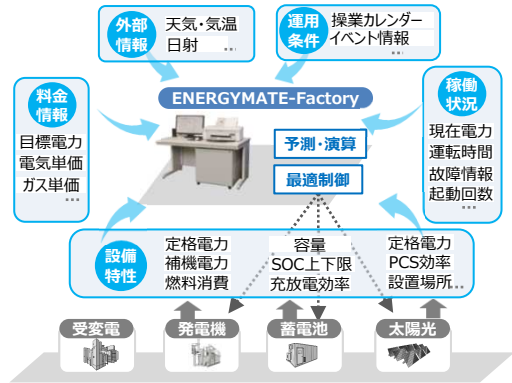 外部
情報
天気・気温
日射
...
運用
条件
操業カレンダー
イベント情報
...
料金
情報
目標電力
電気単価
ガス単価
...
ENERGYMATE-Factory
予測・演算
最適制御
稼働
状況
現在電力
運転時間
故障情報
起動回数
...
設備
特性
定格電力
補機電力
燃料消費
容量
SOC上下限
充放電効率
定格電力
PCS効率
設置場所...
受変電
発電機
蓄電池
太陽光